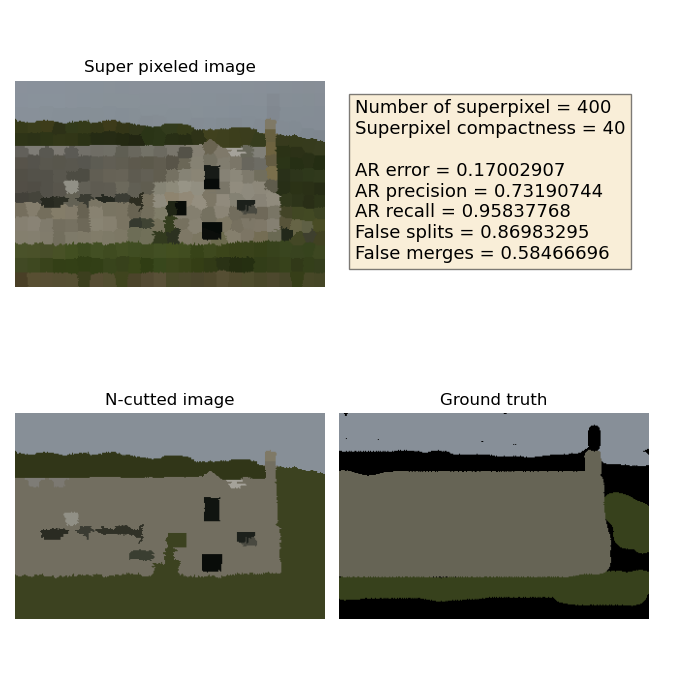 Super pixeled image
Number of superpixel = 400
Superpixel compactness = 40
AR error = 0.17002907
AR precision = 0.73190744
AR recall = 0.95837768
False splits = 0.86983295
False merges = 0.58466696
N-cutted image
Ground truth